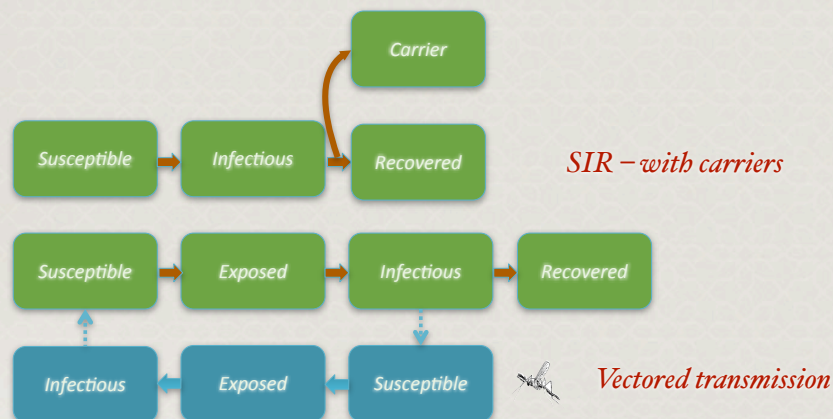 Carrier
Susceptible
Infectious
Recovered
SIR – with carriers
Susceptible
Exposed
Infectious
Recovered
Infectious
Exposed
Susceptible
Vectored transmission